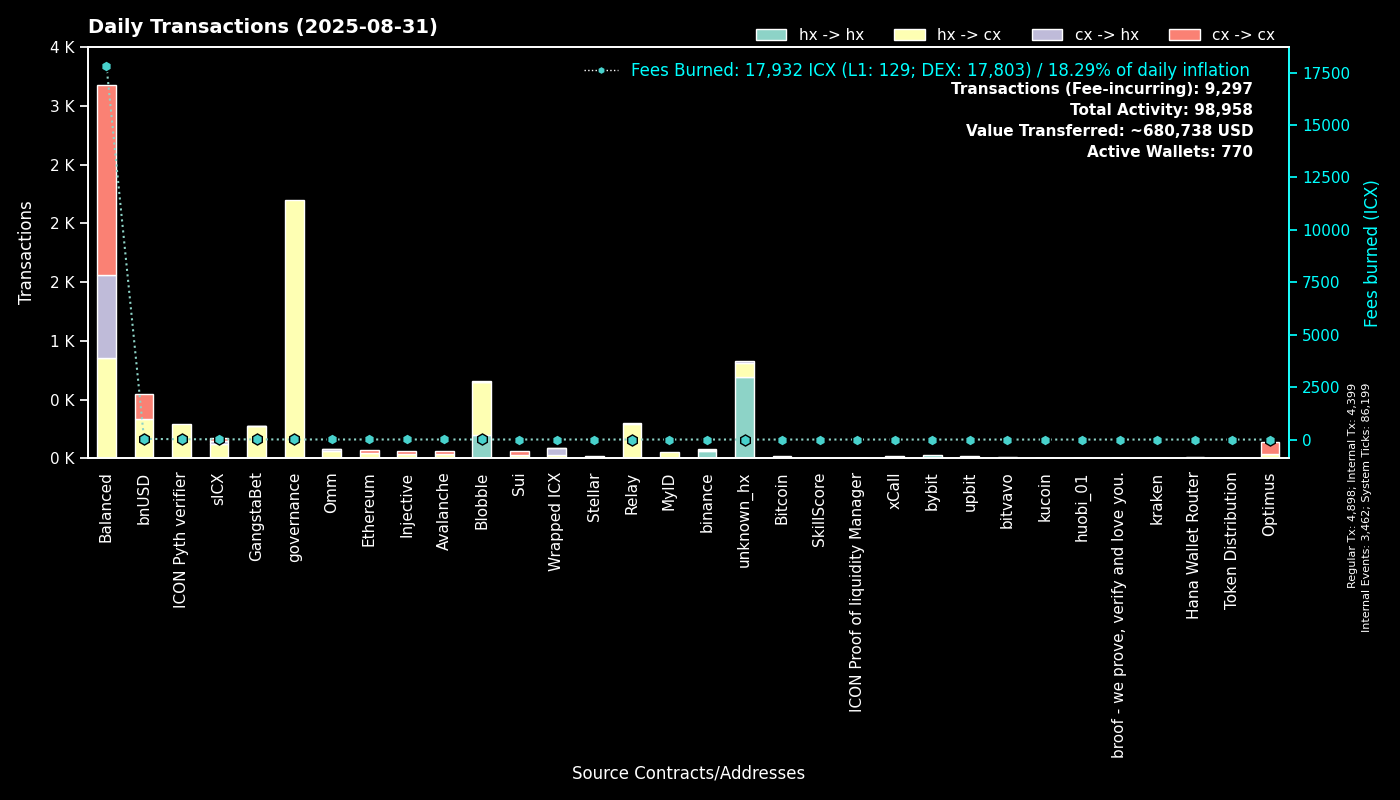 Daily Transactions (2025-08-31)
hx -> hx
hx -> cx
cx -> hx
cx -> cx
Fees Burned: 17,932 ICX (L1: 129; DEX: 17,803) / 18.29% of daily inflation
Transactions (Fee-incurring): 9,297
Total Activity: 98,958
Value Transferred: ~680,738 USD
Active Wallets: 770
Transactions
4 K
3 K
2 K
2 K
2 K
1 K
0 K
0 K
17500
15000
12500
10000
7500
5000
2500
0
Fees burned (ICX)
Regular Tx: 4,898; Internal Tx: 4,399
Internal Events: 3,462; System Ticks: 86,199
Balanced
bnUSD
ICON Pyth verifier
sICX
GangstaBet
governance
Omm
Ethereum
Injective
Avalanche
Blobble
Sui
Wrapped ICX
Stellar
Relay
MyID
binance
unknown_hx
Bitcoin
SkillScore
ICON Proof of liquidity Manager
xCall
bybit
upbit
bitvavo
kucoin
huobi_01
broof - we prove, verify and love you.
kraken
Hana Wallet Router
Token Distribution
Optimus
Source Contracts/Addresses